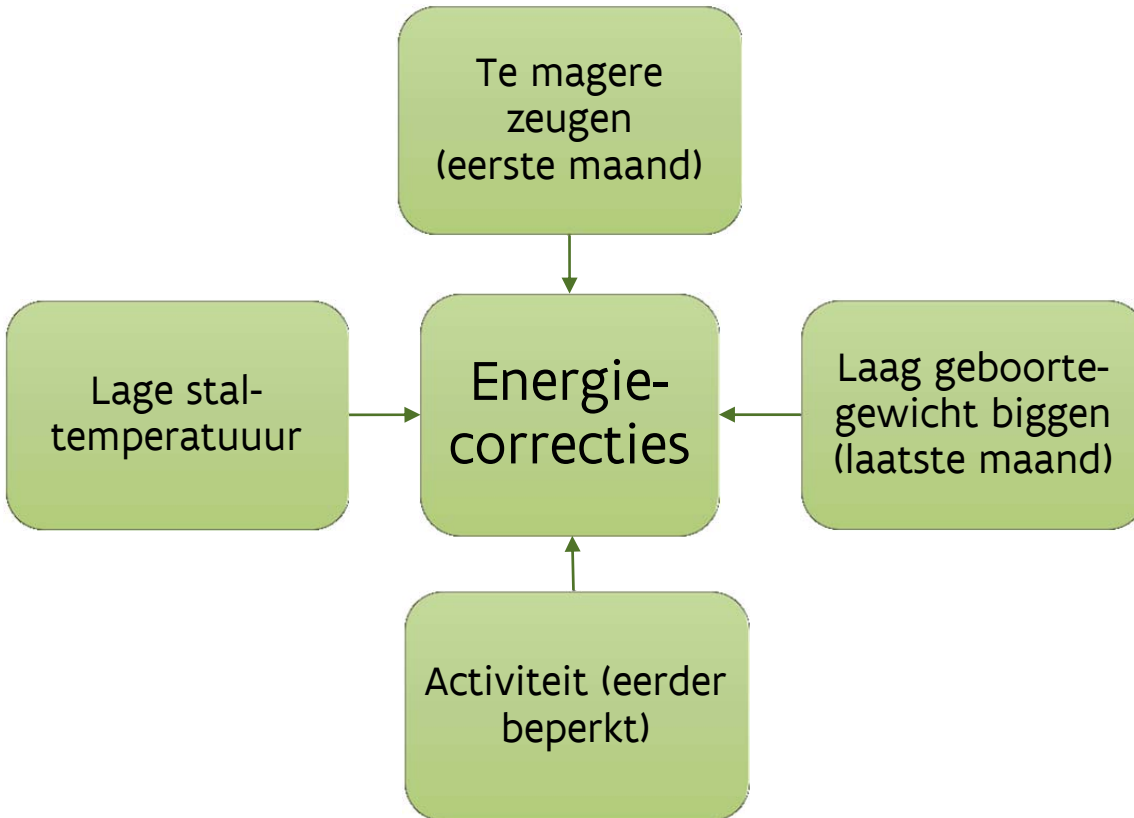 Te magere
zeugen
(eerste maand)
Lage stal-
temperatuuur
Energie-
correcties
Laag geboorte-
gewicht biggen
(laatste maand)
Activiteit (eerder
beperkt)